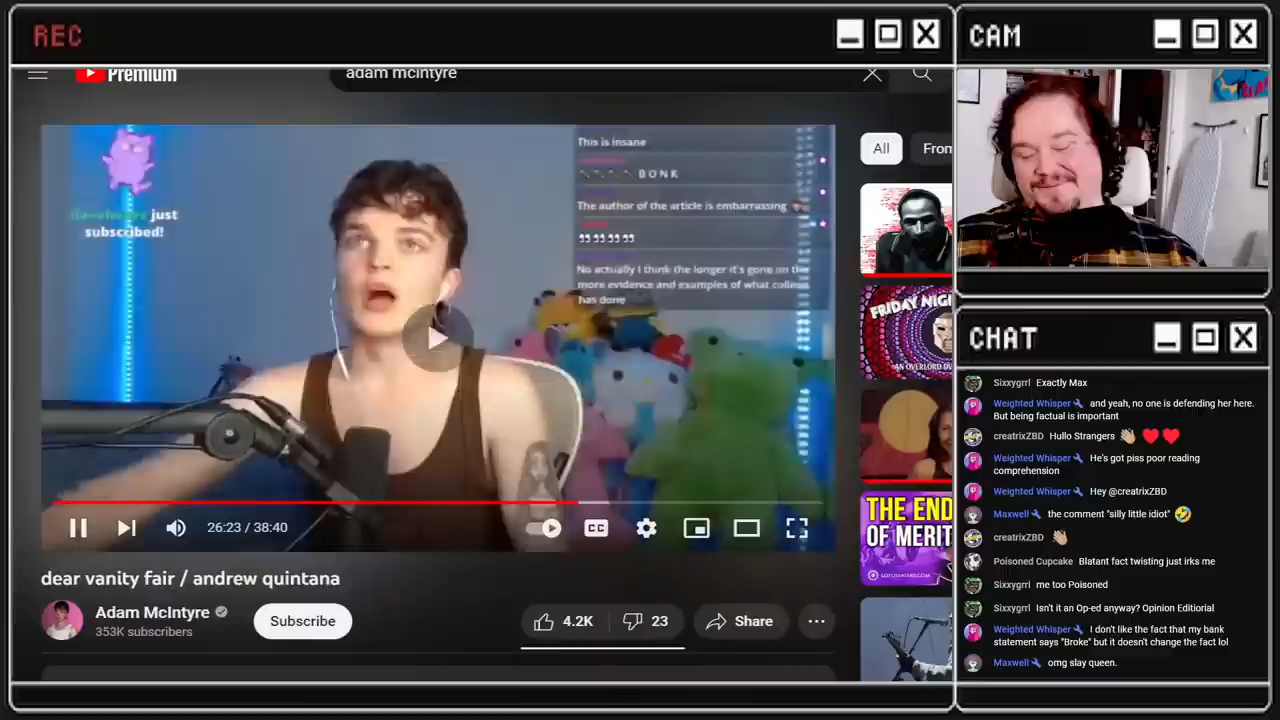 REC
CAM
Premium
adam mcintyre
This is insane
BONK
just
subscribed!
The author of the article is embarrassing
No actually I think the longer it's gone on the
more evidence and examples of what
has done
All
From
FRIDAY
AN OVERLORD
THE END
OF MERIT
LOTUSEATERS.COM
26:23 / 38:40
CC
dear vanity fair / andrew quintana
Adam McIntyre
353K subscribers
Subscribe
4.2K
23
Share
CHAT
Sixxygrrl Exactly Max
Weighted Whisper and yeah, no one is defending her here.
But being factual is important
creatrixZBD Hullo Strangers
Weighted Whisper He's got piss poor reading
comprehension
Weighted Whisper Hey @creatrixZBD
Maxwell the comment "silly little idiot"
creatrixZBD
Poisoned Cupcake Blatant fact twisting just irks me
Sixxygrrl me too Poisoned
Sixxygrrl Isn't it an Op-ed anyway? Opinion Editiorial
Weighted Whisper I don't like the fact that my bank
statement says "Broke" but it doesn't change the fact lol
Maxwell omg slay queen.